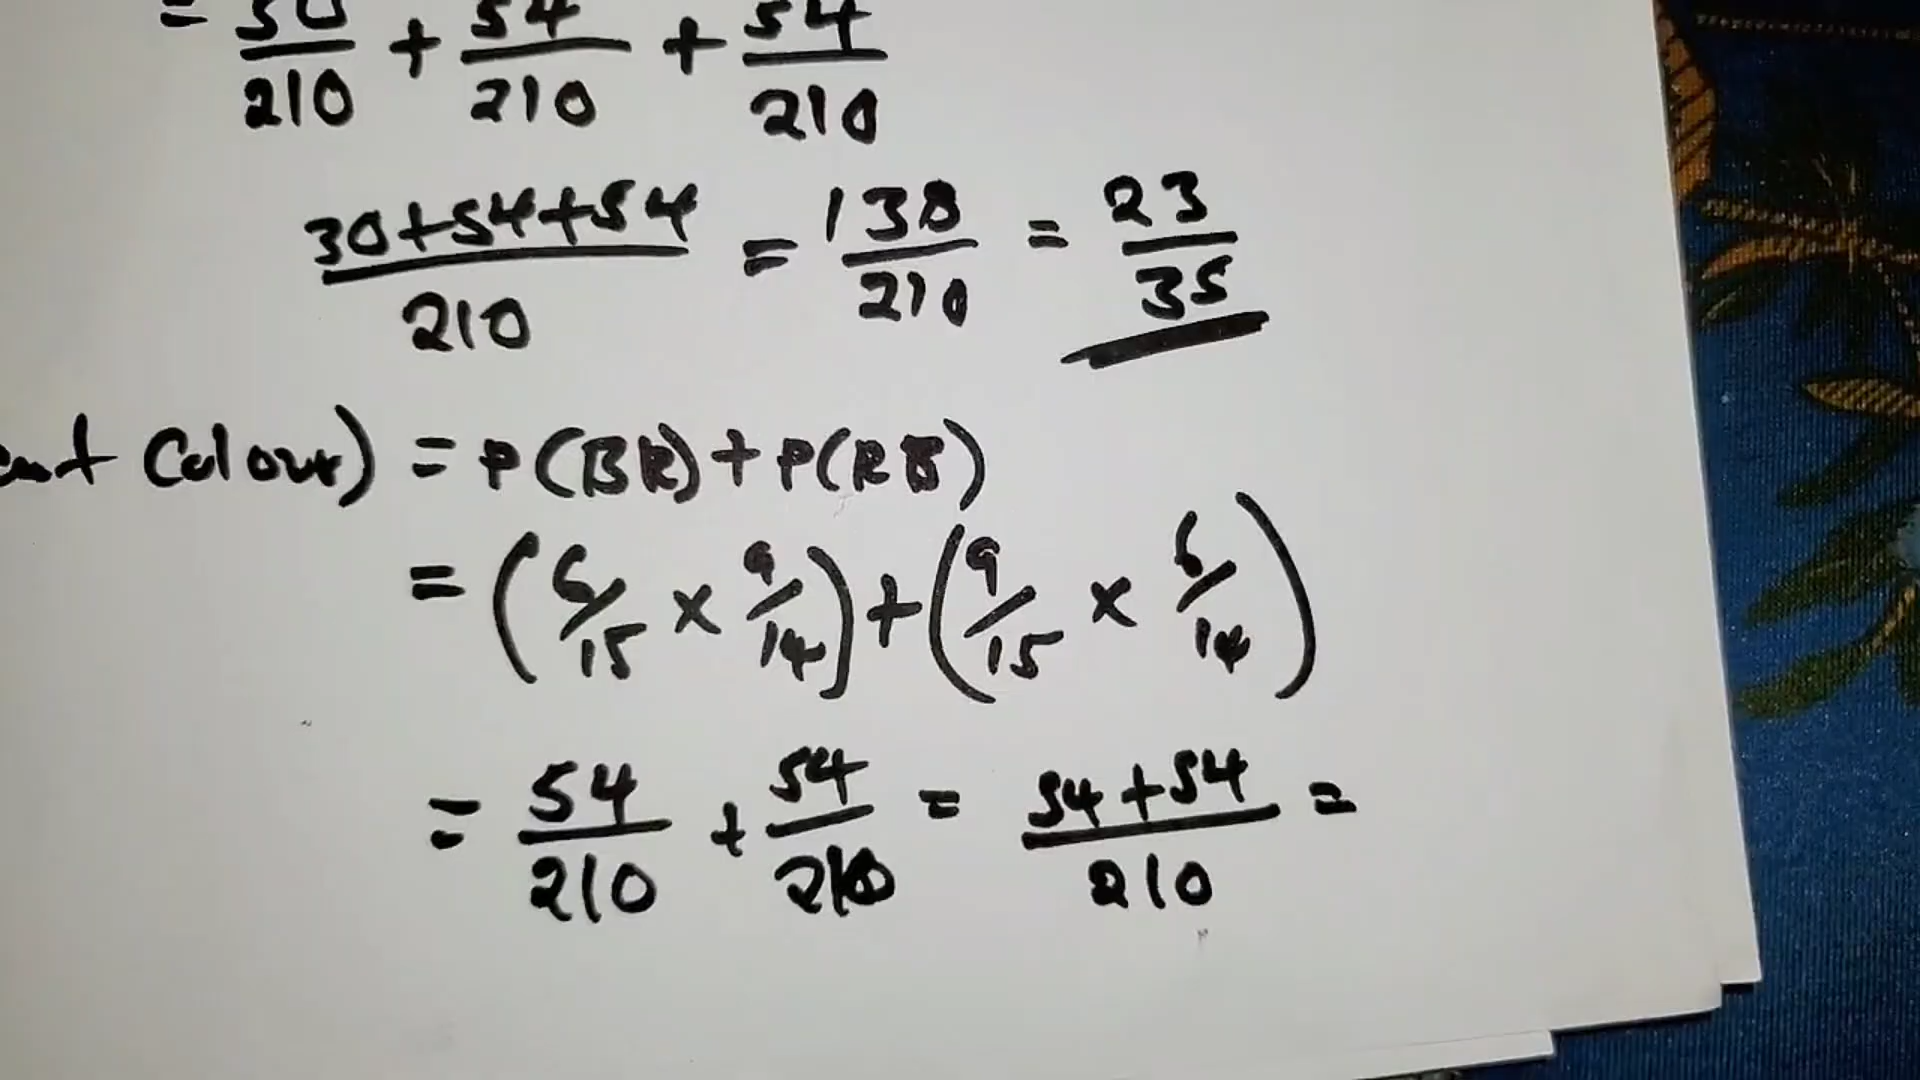 = 30/210 + 54/210 + 54/210
30+54+54/210 = 138/210 = 23/35
Colour) = P(BR)+P(RB)
= (6/15 x 9/14)+(9/15 x 6/14)
= 54/210 + 54/210 = 54+54/210 =